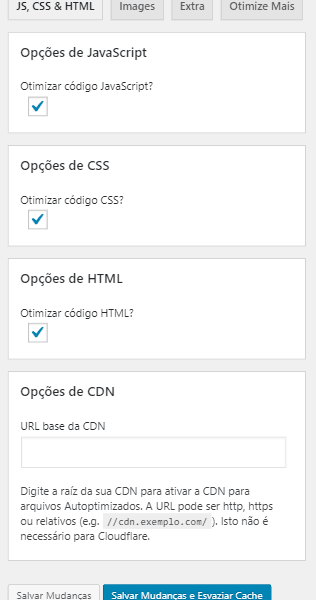 JS, CSS & HTML Images Extra Otimize Mais
Opções de JavaScript
Otimizar código JavaScript?
Opções de CSS
Otimizar código CSS?
Opções de HTML
Otimizar código HTML?
Opções de CDN
URL base da CDN
Digite a raíz da sua CDN para ativar a CDN para
arquivos Autoptimizados. A URL pode ser http, https
ou relativos (e.g. //cdn.exemplo.com/ ). Isto não é
necessário para Cloudflare.
Salvar Mudanças Salvar Mudanças e Esvaziar Cache